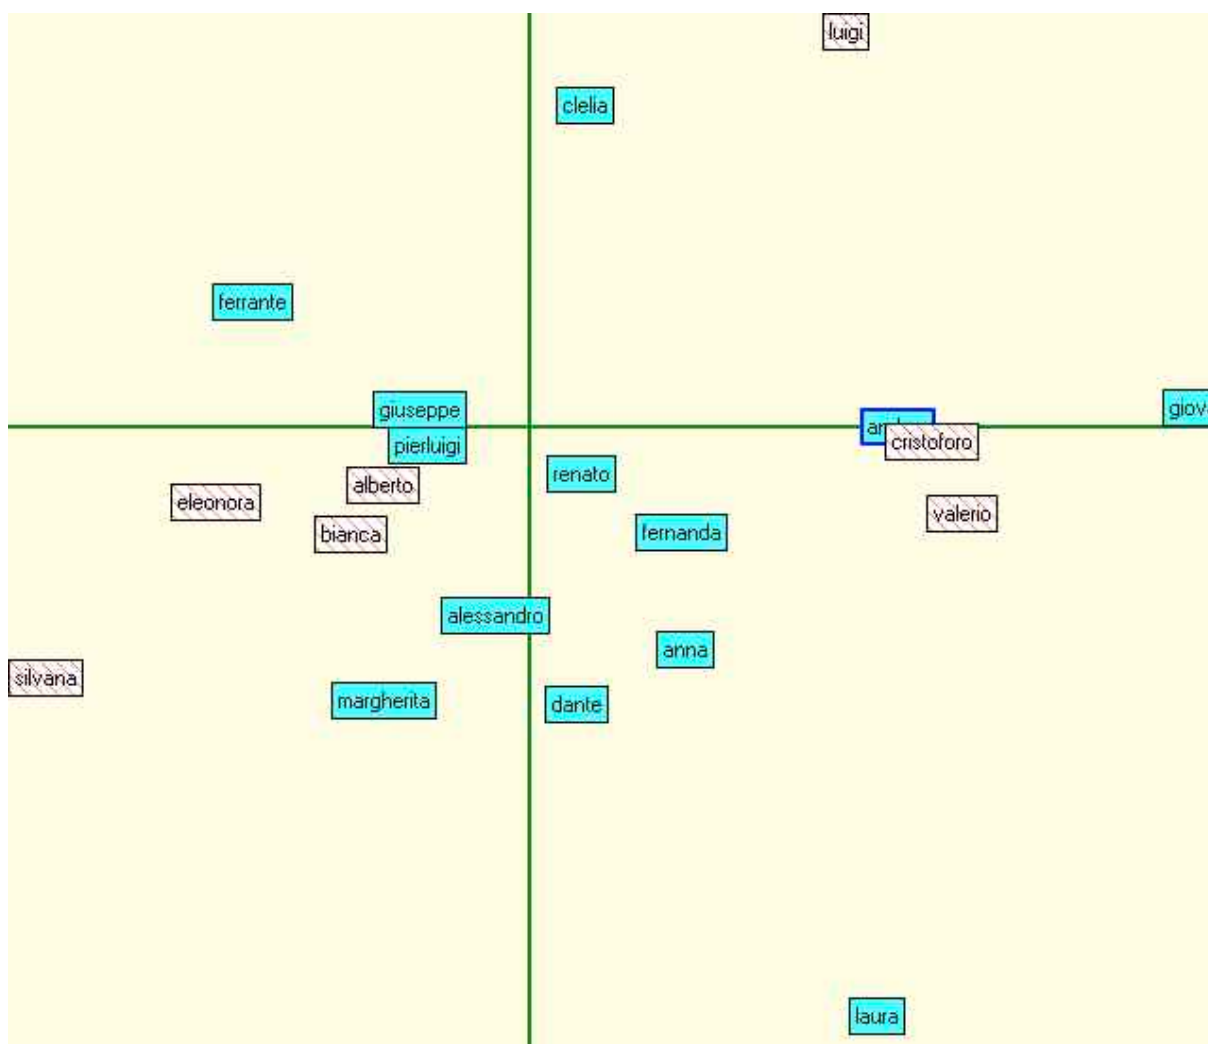 luigi
clelia
ferrante
giuseppe
giov
pierluigi
cristoforo
renato
alberto
eleonora
valerio
bianca
fernanda
alessandro
anna
silvana
margherita
dante
laura